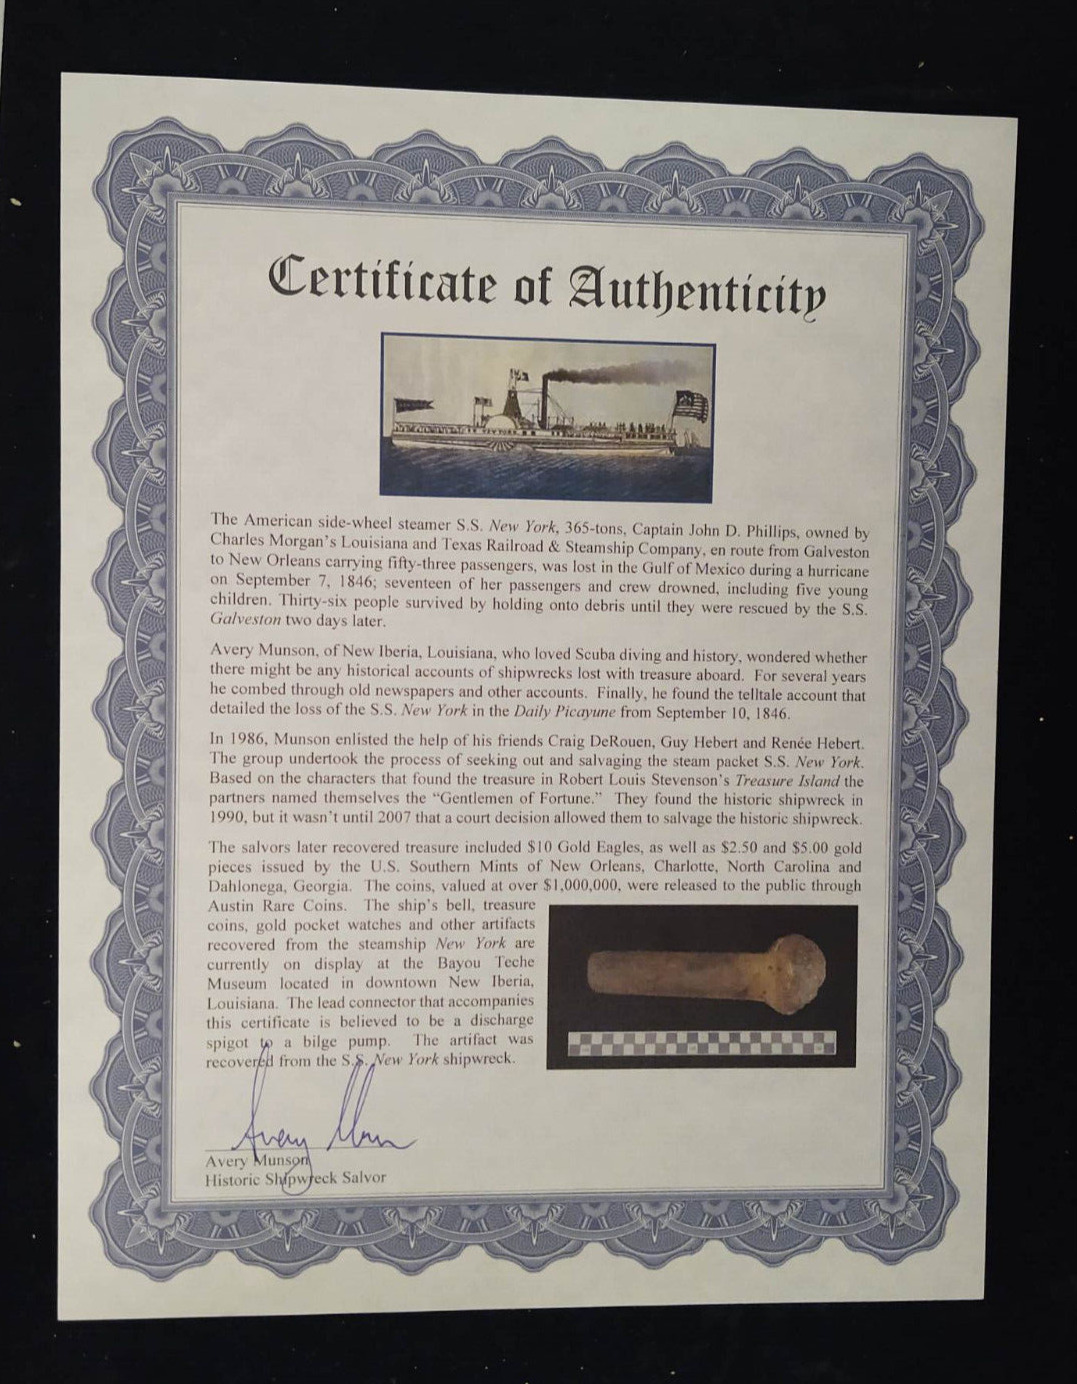 Certificate of Authenticity
The American side-wheel steamer S.S. New York, 365-tons, Captain John D. Phillips, owned by
Charles Morgan's Louisiana and Texas Railroad & Steamship Company, en route from Galveston
to New Orleans carrying fifty-three passengers, was lost in the Gulf of Mexico during a hurricane
on September 7, 1846; seventeen of her passengers and crew drowned, including five young
children. Thirty-six people survived by holding onto debris until they were rescued by the S.S.
Galveston two days later.
Avery Munson, of New Iberia, Louisiana, who loved Scuba diving and history, wondered whether
there might be any historical accounts of shipwrecks lost with treasure aboard. For several years
he combed through old newspapers and other accounts. Finally, he found the telltale account that
detailed the loss of the S.S. New York in the Daily Picayune from September 10, 1846.
In 1986, Munson enlisted the help of his friends Craig DeRouen, Guy Hebert and Renée Hebert.
The group undertook the process of seeking out and salvaging the steam packet S.S. New York.
Based on the characters that found the treasure in Robert Louis Stevenson's Treasure Island the
partners named themselves the “Gentlemen of Fortune.” They found the historic shipwreck in
1990, but it wasn't until 2007 that a court decision allowed them to salvage the historic shipwreck.
The salvors later recovered treasure included $10 Gold Eagles, as well as $2.50 and $5.00 gold
pieces issued by the U.S. Southern Mints of New Orleans, Charlotte, North Carolina and
Dahlonega, Georgia. The coins, valued at over $1,000,000, were released to the public through
Austin Rare Coins. The ship's bell, treasure
coins, gold pocket watches and other artifacts
recovered from the steamship New York are
currently on display at the Bayou Teche
Museum located in downtown New Iberia,
Louisiana. The lead connector that accompanies
this certificate is believed to be a discharge
spigot to a bilge pump. The artifact was
recovered from the S.S. New York shipwreck.
Avery Munson
Avery Munson
Historic Shipwreck Salvor